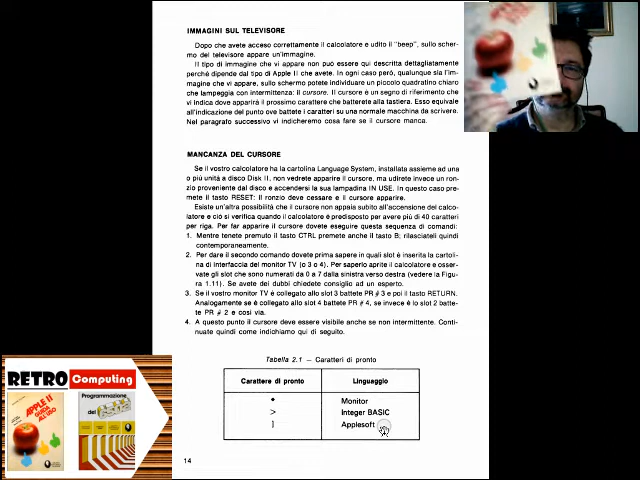 IMMAGINI SUL TELEVISORE
Dopo che avete acceso correttamente il calcolatore e udito il "beep", sullo scher-
mo del televisore appare un'immagine.
Il tipo di immagine che vi appare non può essere qui descritta dettagliatamente
perché dipende dal tipo di Apple II che avete. In ogni caso però, qualunque sia l'im-
magine che vi appare, sullo schermo potete individuare un piccolo quadratino chiaro
che lampeggia con intermittenza: il cursore. Il cursore è un segno di riferimento che
vi indica dove apparirà il prossimo carattere che batterete alla tastiera. Esso equivale
all'indicazione del punto ove battete i caratteri su una normale macchina da scrivere.
Nel paragrafo successivo vi indicheremo cosa fare se il cursore manca.
MANCANZA DEL CURSORE
Se il vostro calcolatore ha la cartolina Language System, installata assieme ad una
o più unità a disco Disk II, non vedrete apparire il cursore, ma udirete invece un ron-
zio proveniente dal disco e accendersi la sua lampadina IN USE. In questo caso pre-
mete il tasto RESET: Il ronzio deve cessare e il cursore apparire.
Esiste un'altra possibilità che il cursore non appaia subito all'accensione del calco-
latore e ciò si verifica quando il calcolatore è predisposto per avere più di 40 caratteri
per riga. Per far apparire il cursore dovete eseguire questa sequenza di comandi:
1. Mentre tenete premuto il tasto CTRL premete anche il tasto B; rilasciateli quindi
contemporaneamente.
2. Per dare il secondo comando dovete prima sapere in quali slot è inserita la cartoli-
na di interfaccia del monitor TV (o 3 o 4). Per saperlo aprite il calcolatore e osser-
vate gli slot che sono numerati da 0 a 7 dalla sinistra verso destra (vedere la Figu-
ra 1.11). Se avete dei dubbi chiedete consiglio ad un esperto.
3. Se il vostro monitor TV è collegato allo slot 3 battete PR # 3 e poi il tasto RETURN.
Analogamente se è collegato allo slot 4 battete PR # 4, se invece è lo slot 2 batte-
te PR # 2 e così via.
4. A questo punto il cursore deve essere visibile anche se non intermittente. Conti-
nuate quindi come indichiamo qui di seguito.
Tabella 2.1 — Caratteri di pronto
Carattere di pronto Linguaggio
* Monitor
> Integer BASIC
] Applesoft
14
RETRO Computing
APPLE II
GUIDA
ALL'USO
Programmazione
del